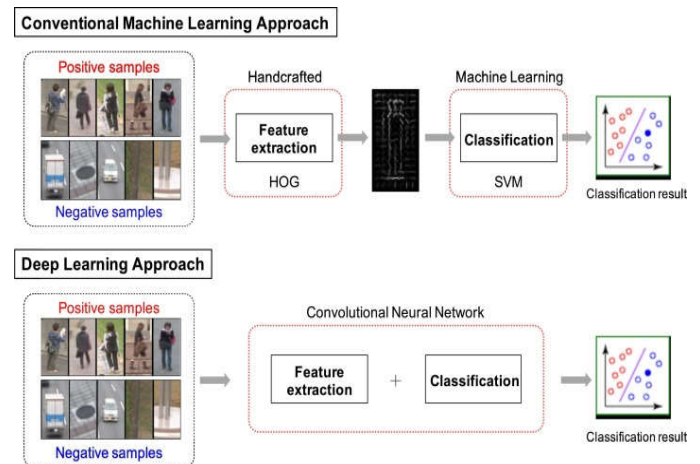 Conventional Machine Learning Approach
Positive samples
Negative samples
Handcrafted
Feature
extraction
HOG
Machine Learning
Classification
SVM
Classification result
Deep Learning Approach
Positive samples
Negative samples
Convolutional Neural Network
Feature
extraction
+
Classification
Classification result